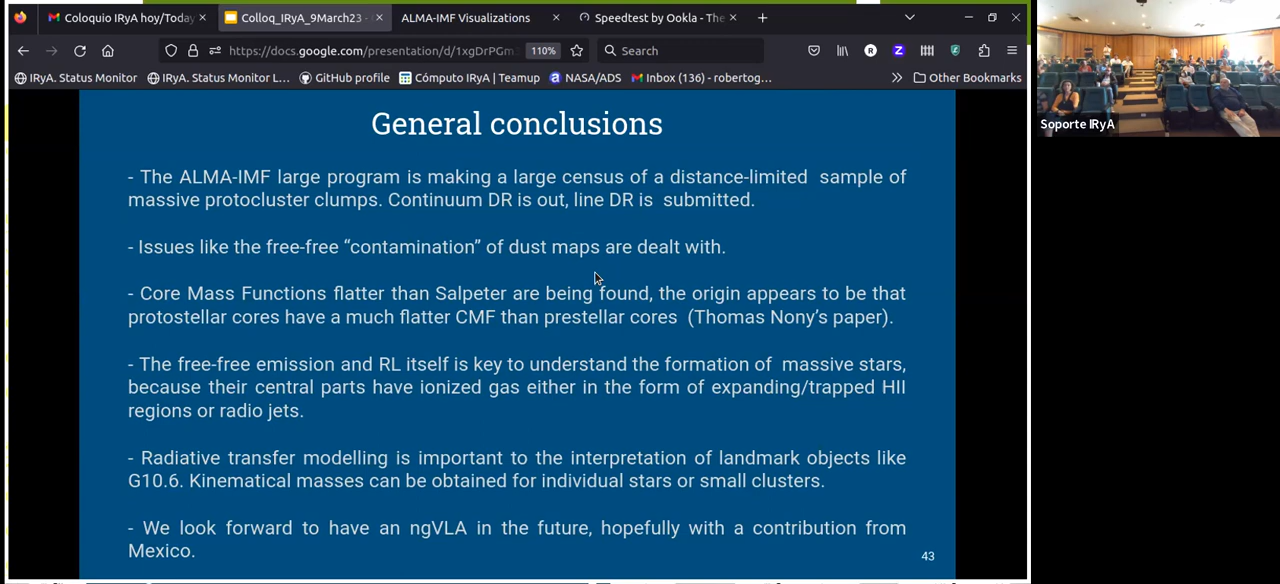 Coloquio IRyA hoy/Today
Colloq_IRyA_9March23 -
ALMA-IMF Visualizations
Speedtest by Ookla - The
https://docs.google.com/presentation/d/1xgDrPGm
110%
Search
IRyA. Status Monitor
IRyA. Status Monitor L…
GitHub profile
Cómputo IRyA | Teamup
NASA/ADS
Inbox (136) - robertog…
Other Bookmarks
General conclusions
- The ALMA-IMF large program is making a large census of a distance-limited sample of
massive protocluster clumps. Continuum DR is out, line DR is submitted.
- Issues like the free-free “contamination” of dust maps are dealt with.
- Core Mass Functions flatter than Salpeter are being found, the origin appears to be that
protostellar cores have a much flatter CMF than prestellar cores (Thomas Nony’s paper).
- The free-free emission and RL itself is key to understand the formation of massive stars,
because their central parts have ionized gas either in the form of expanding/trapped HII
regions or radio jets.
- Radiative transfer modelling is important to the interpretation of landmark objects like
G10.6. Kinematical masses can be obtained for individual stars or small clusters.
- We look forward to have an ngVLA in the future, hopefully with a contribution from
Mexico.
43
Soporte IRyA